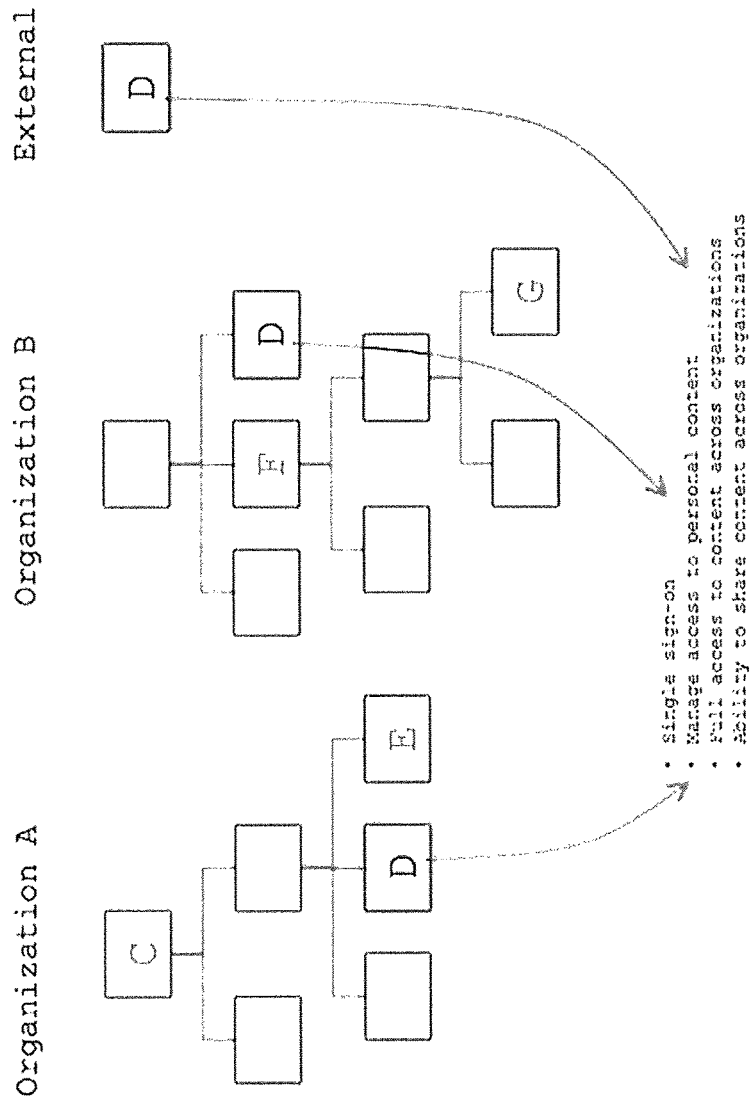 Organization A
Organization B
External
C
D
F
D
D
E
G
• Single sign-on
• Manage access to personal content
• Full access to content across organizations
• Ability to share content across organizations